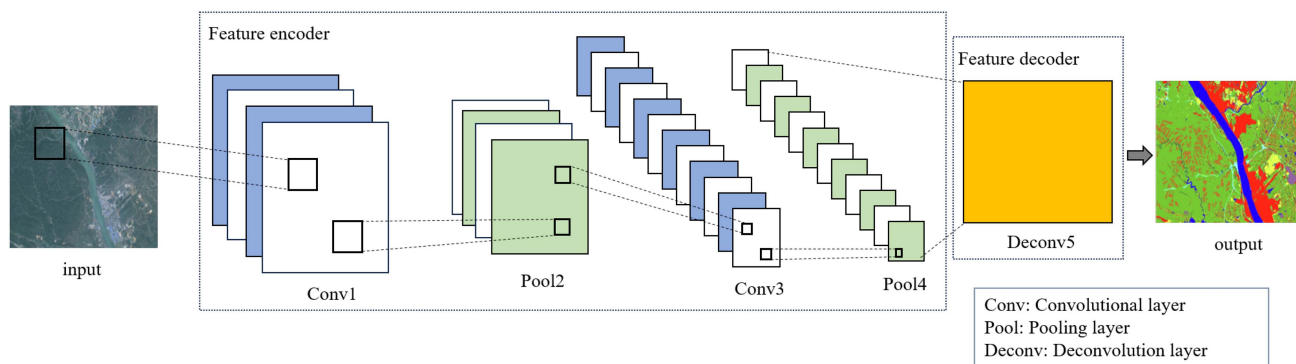 Feature encoder
Feature decoder
input
Conv1
Pool2
Conv3
Pool4
Deconv5
output
Conv: Convolutional layer
Pool: Pooling layer
Deconv: Deconvolution layer